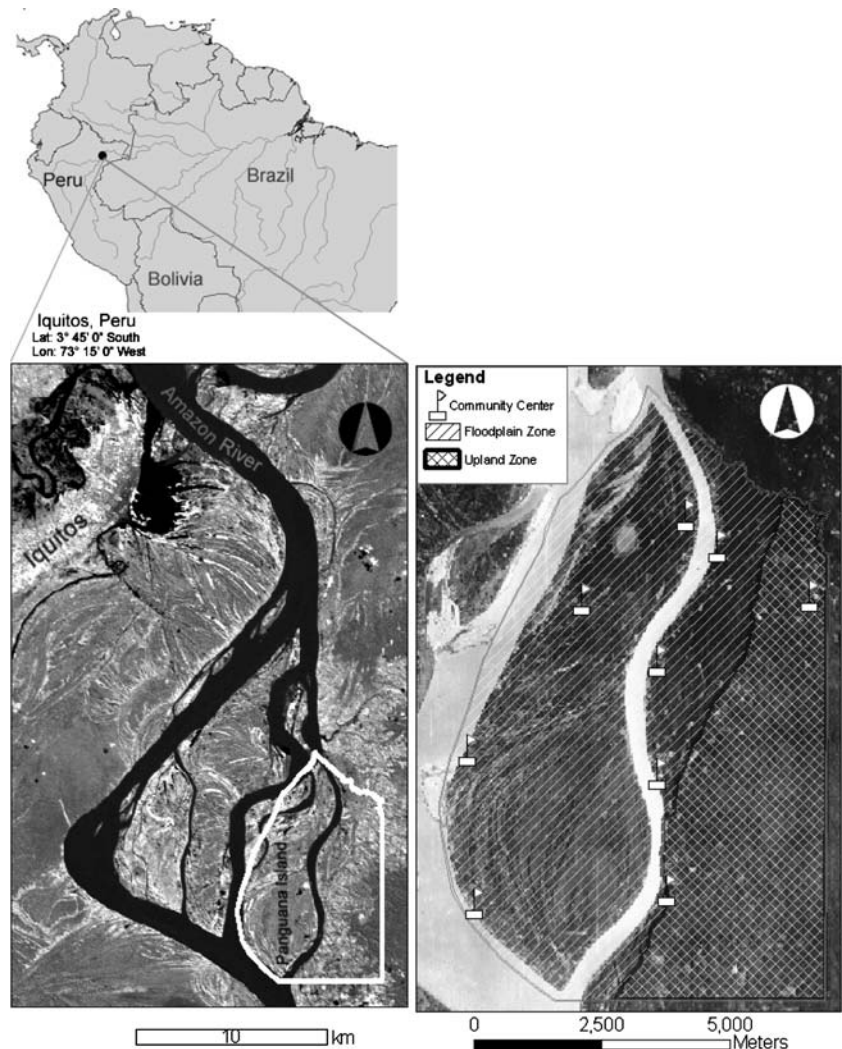 Peru
Brazil
Bolivia
Iquitos, Peru
Lat: 3° 45' 0" South
Lon: 73° 15' 0" West
Amazon River
Iquitos
Panguana Island
10
km
Legend
Community Center
Floodplain Zone
Upland Zone
0
2,500
5,000
Meters